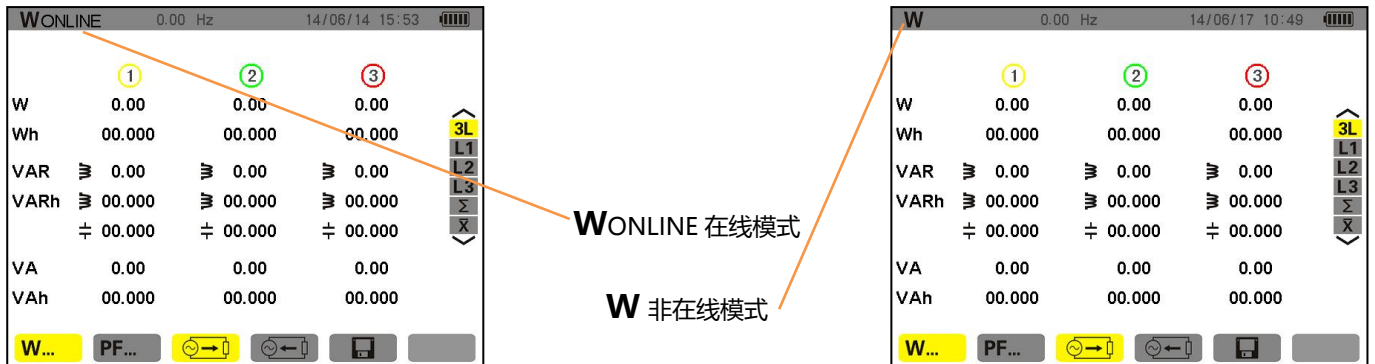 WONLINE 0.00 Hz 14/06/14 15:53
1 2 3
W 0.00 0.00 0.00
Wh 00.000 00.000 00.000
VAR 0.00 0.00 0.00
VARh 00.000 00.000 00.000
00.000 00.000 00.000
VA 0.00 0.00 0.00
VAh 00.000 00.000 00.000
3L
L1
L2
L3
Σ
X̅
W... PF...
WONLINE 在线模式
W 非在线模式
W 0.00 Hz 14/06/17 10:49
1 2 3
W 0.00 0.00 0.00
Wh 00.000 00.000 00.000
VAR 0.00 0.00 0.00
VARh 00.000 00.000 00.000
00.000 00.000 00.000
VA 0.00 0.00 0.00
VAh 00.000 00.000 00.000
3L
L1
L2
L3
Σ
X̅
W... PF...